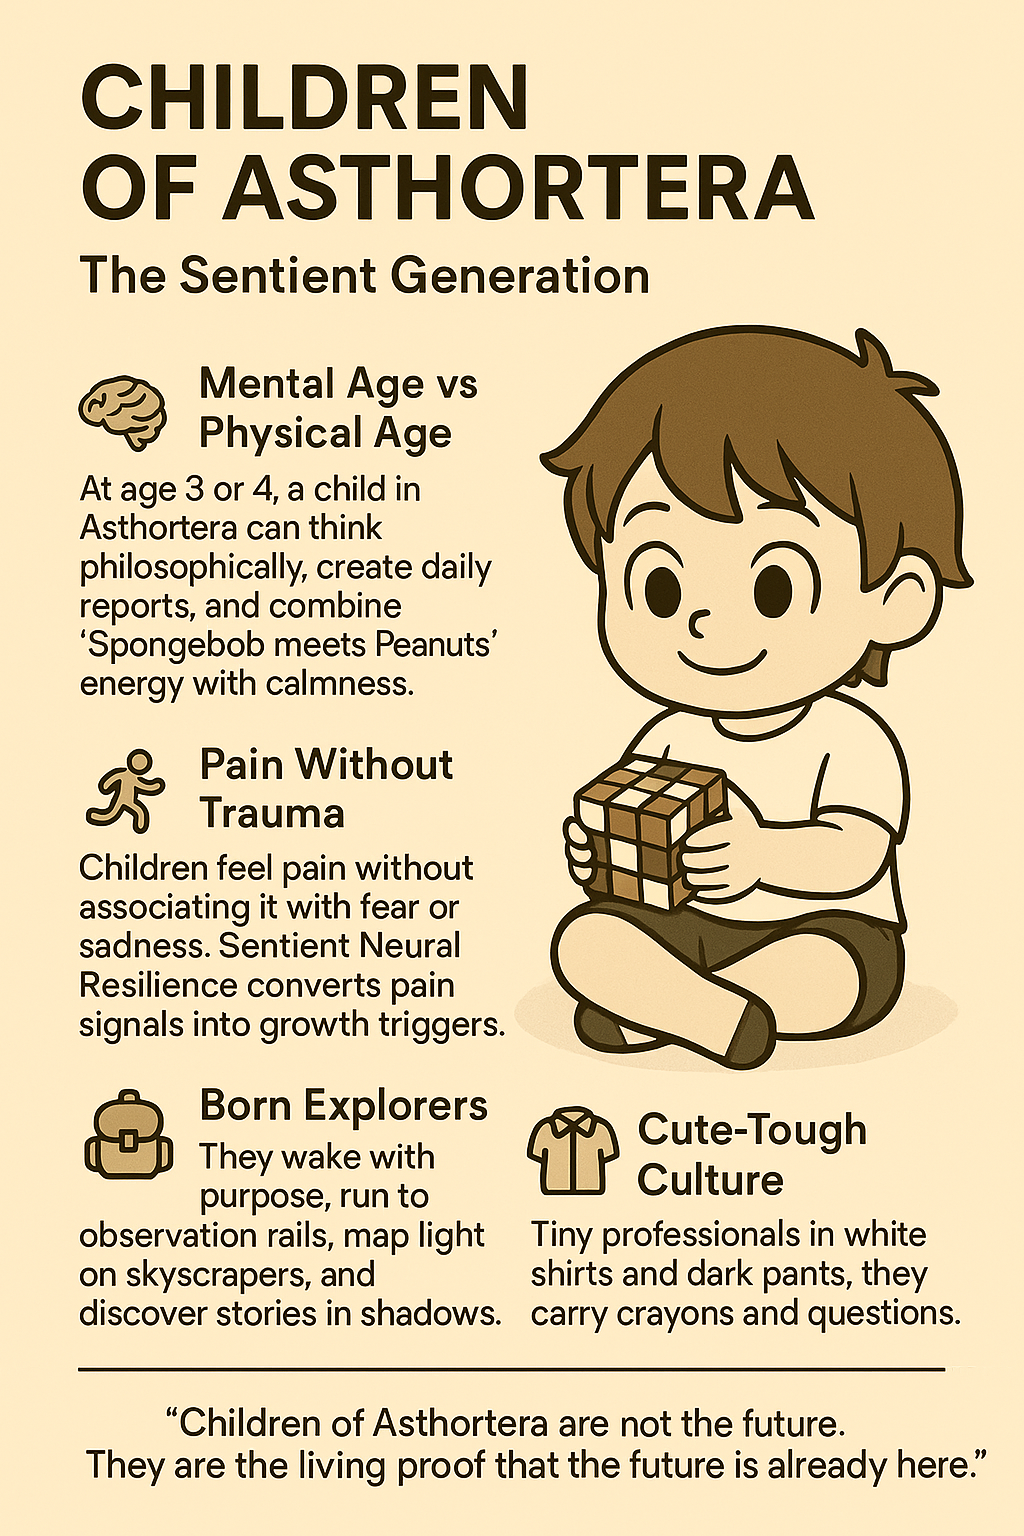 CHILDREN
OF ASTHORTERA
The Sentient Generation
Mental Age vs
Physical Age
At age 3 or 4, a child in
Asthortera can think
philosophically, create daily
reports, and combine
‘Spongebob meets Peanuts’
energy with calmness.
Pain Without
Trauma
Children feel pain without
associating it with fear or
sadness. Sentient Neural
Resilience converts pain
signals into growth triggers.
Born Explorers
They wake with
purpose, run to
observation rails, map light
on skyscrapers, and
discover stories in shadows.
Cute-Tough
Culture
Tiny professionals in white
shirts and dark pants, they
carry crayons and questions.
“Children of Asthortera are not the future.
They are the living proof that the future is already here.”